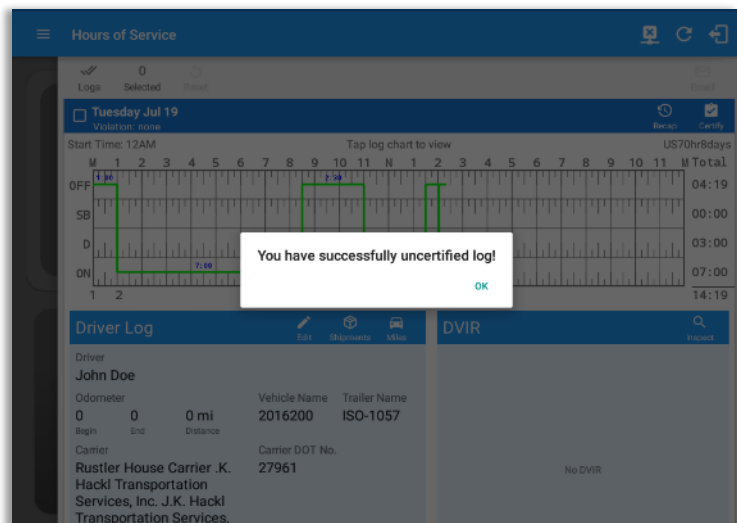 Hours of Service
Logs
0
Selected
Reset
Email
Tuesday Jul 19
Violation: none
Recap
Certify
Start Time: 12AM
Tap log chart to view
US70hr8days
M 1 2 3 4 5 6 7 8 9 10 11 N 1 2 3 4 5 6 7 8 9 10 11 M Total
OFF 04:19
SB 00:00
D 03:00
ON 7:00 07:00
1 2 14:19
You have successfully uncertified log!
OK
Driver Log
Edit
Shipments
Miles
DVIR
Inspect
Driver
John Doe
Odometer
Vehicle Name
Trailer Name
0 0 0 mi
2016200
ISO-1057
Begin End Distance
Carrier
Carrier DOT No.
Rustler House Carrier .K.
27961
Hackl Transportation
Services, Inc. J.K. Hackl
Transportation Services,
No DVIR